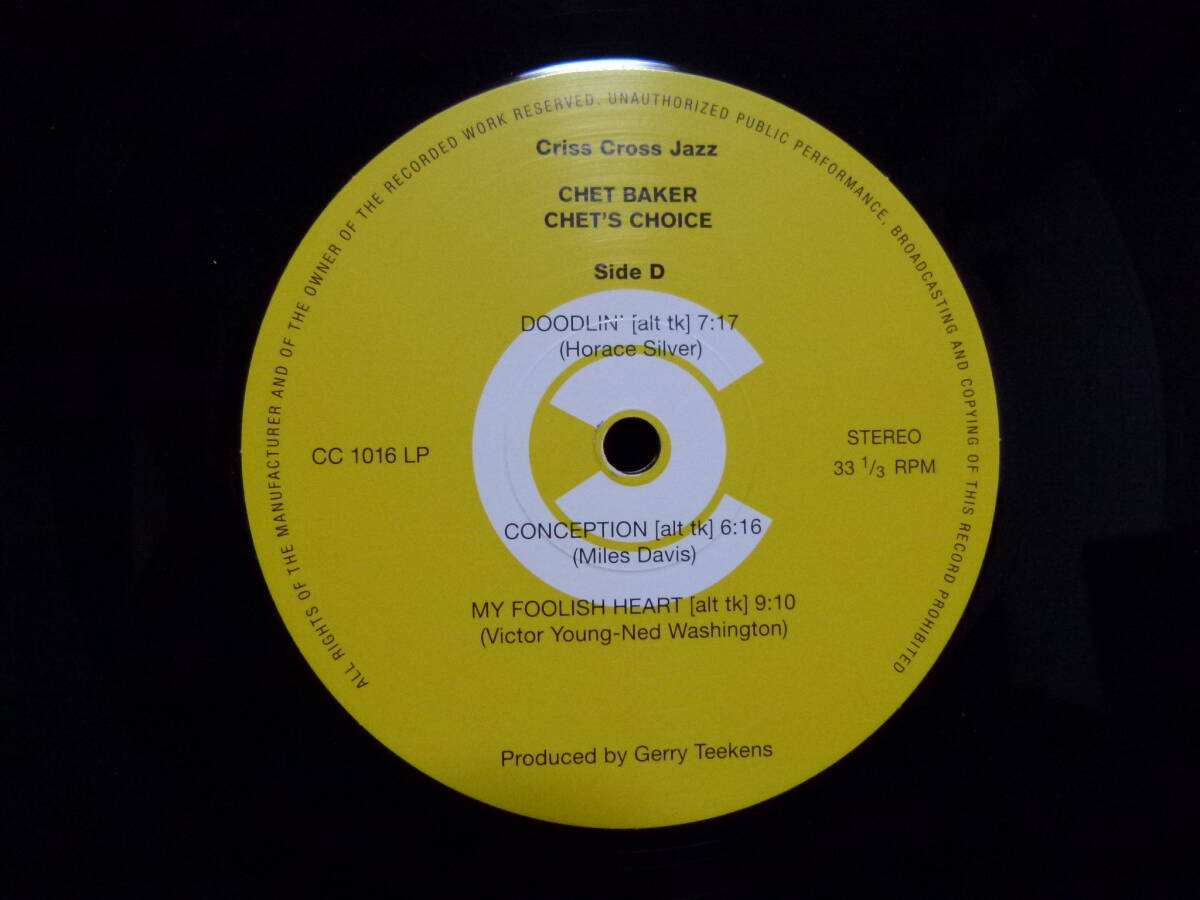 ALL RIGHTS OF THE MANUFACTURER AND OF THE OWNER OF THE RECORDED WORK RESERVED. UNAUTHORIZED PUBLIC PERFORMANCE, BROADCASTING AND COPYING OF THIS RECORD PROHIBITED
Criss Cross Jazz
CHET BAKER
CHET'S CHOICE
Side D
DOODLIN' [alt tk] 7:17
(Horace Silver)
CC 1016 LP
STEREO
33 1/3 RPM
CONCEPTION [alt tk] 6:16
(Miles Davis)
MY FOOLISH HEART [alt tk] 9:10
(Victor Young-Ned Washington)
Produced by Gerry Teekens